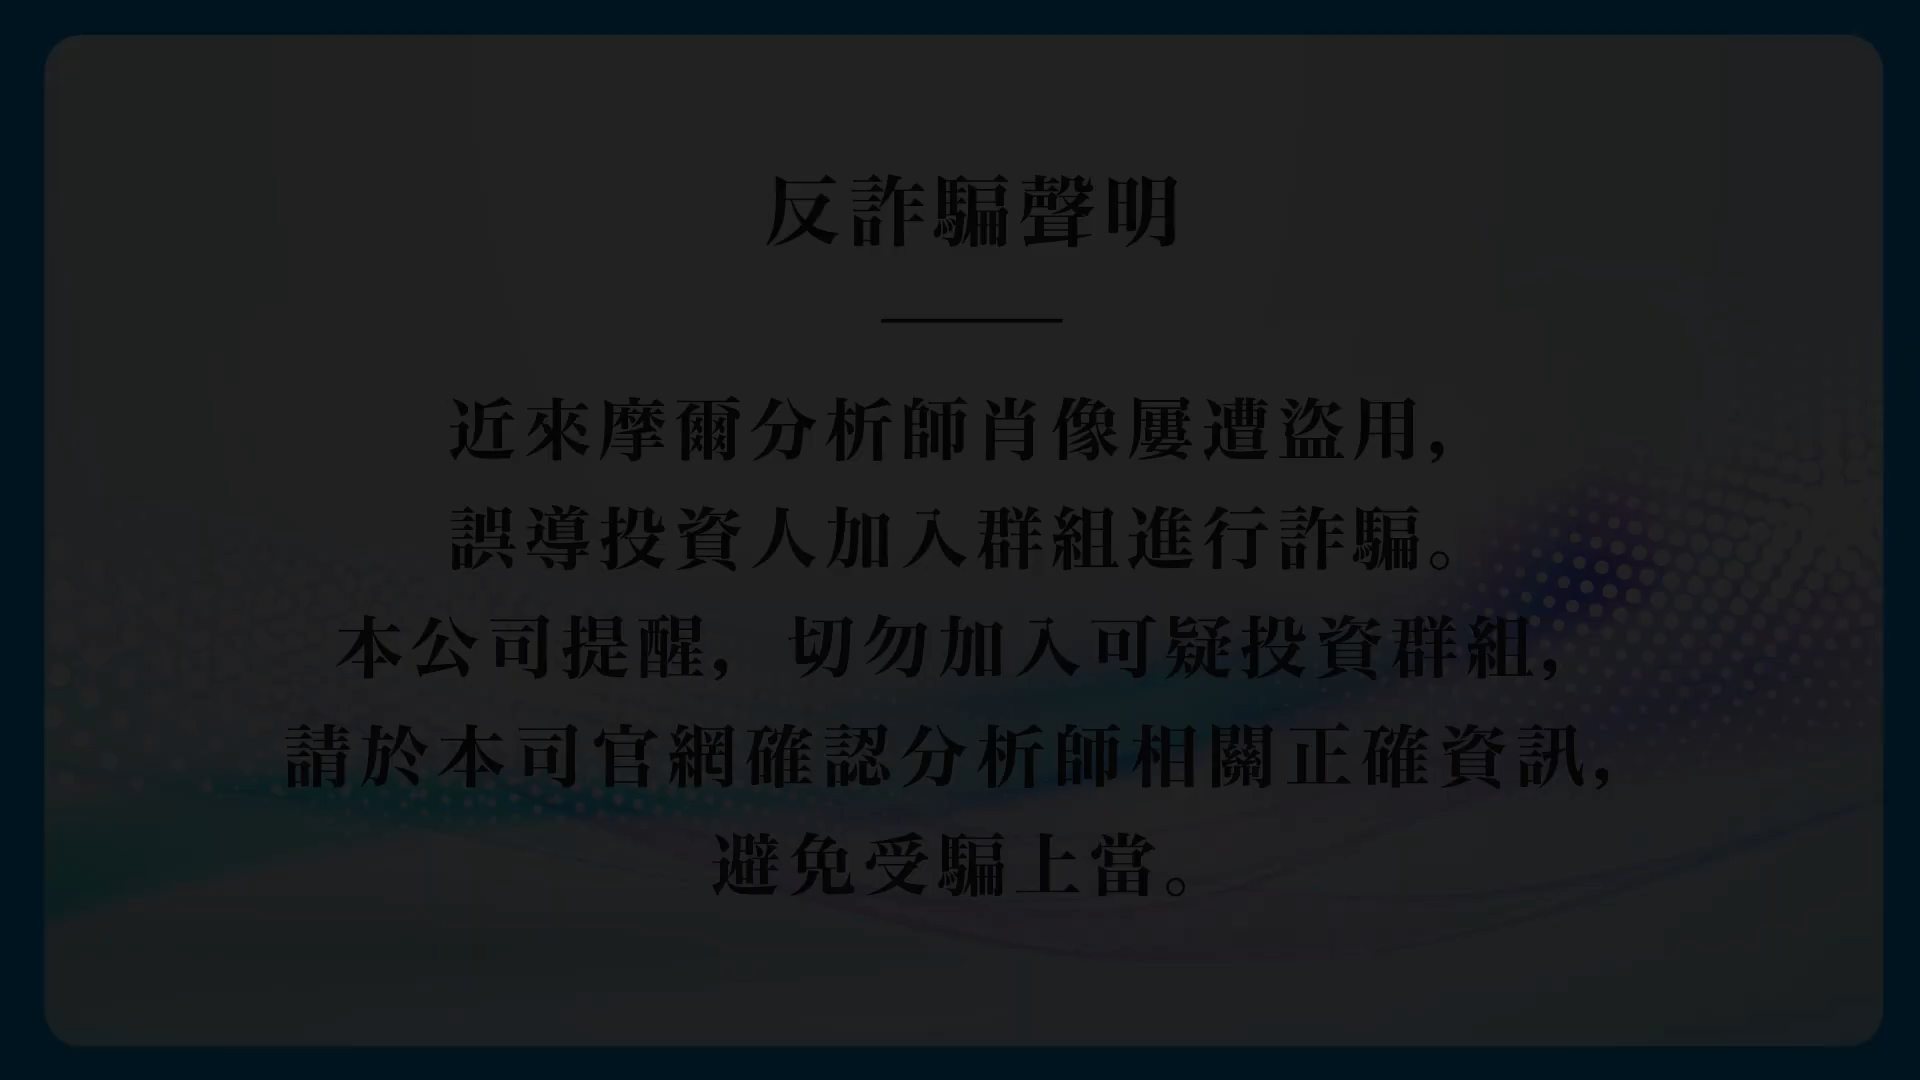 反詐騙聲明
近來摩爾分析師肖像屢遭盜用，
誤導投資人加入群組進行詐騙。
本公司提醒，切勿加入可疑投資群組，
請於本司官網確認分析師相關正確資訊，
避免受騙上當。